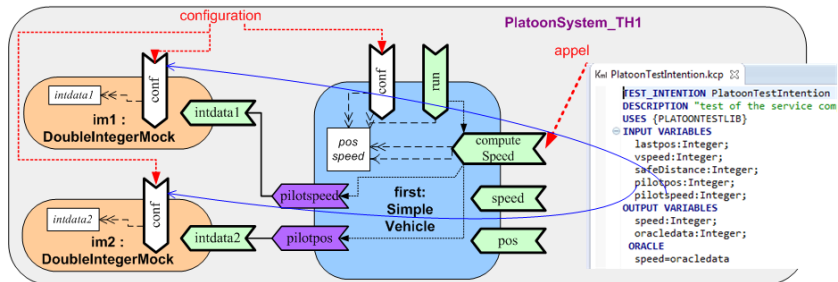 configuration
PlatoonSystem_TH1
appel
conf
intdata1
im1 :
DoubleIntegerMock
intdata1
conf
run
pos
speed
compute
Speed
pilotspeed
first:
Simple
Vehicle
speed
conf
intdata2
im2 :
DoubleIntegerMock
intdata2
pilotpos
pos
PlatoonTestIntention.kcp
TEST_INTENTION PlatoonTestIntention
DESCRIPTION "test of the service com
USES {PLATOONTESTLIB}
INPUT VARIABLES
lastpos:Integer;
vspeed:Integer;
safeDistance:Integer;
pilotpos:Integer;
pilotspeed:Integer;
OUTPUT VARIABLES
speed:Integer;
oracledata:Integer;
ORACLE
speed=oracledata